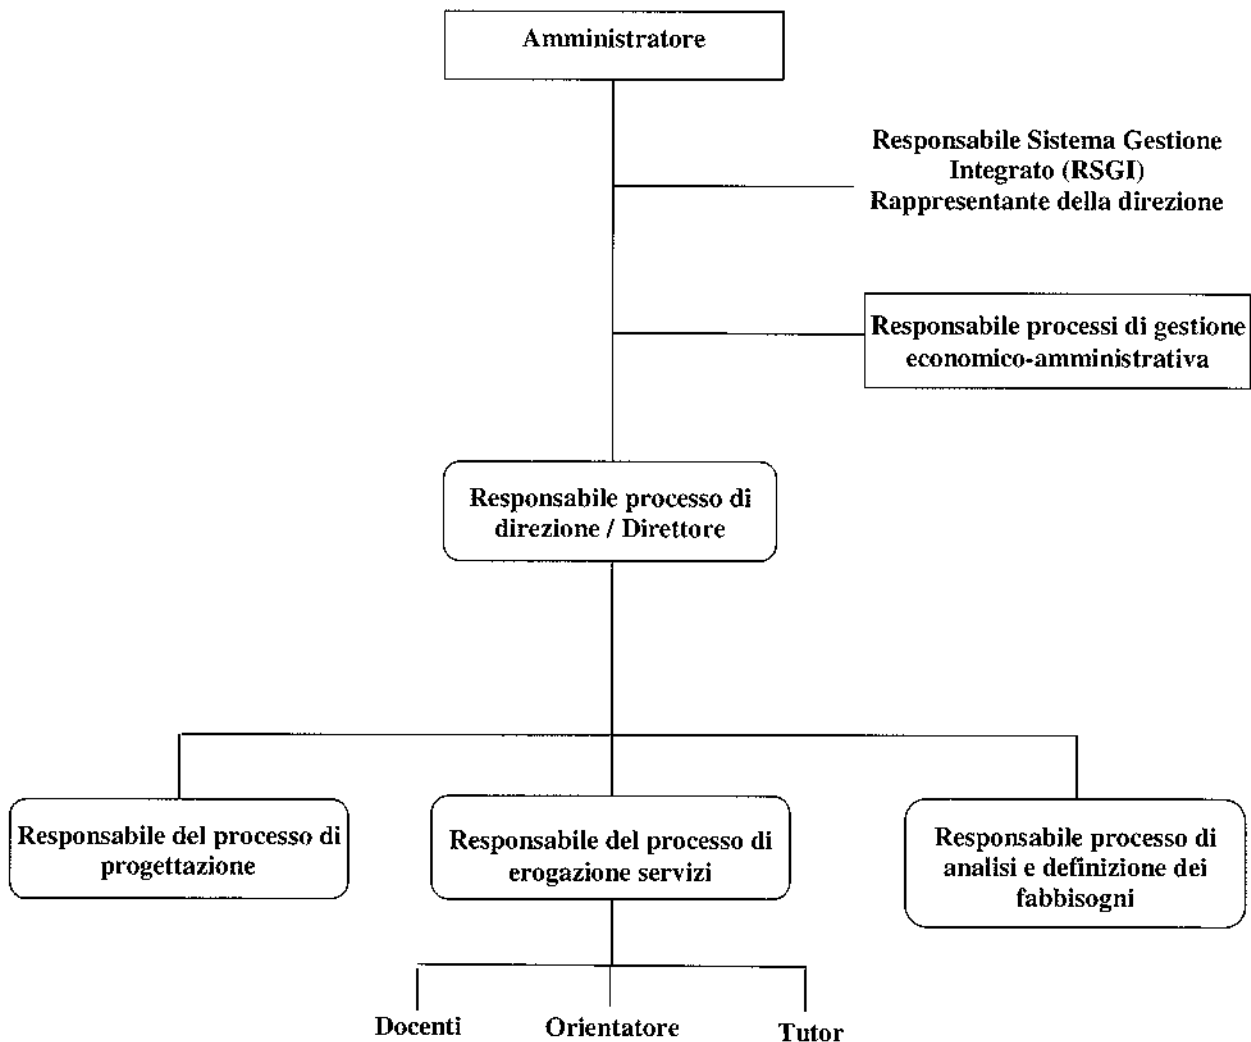 Amministratore
Responsabile Sistema Gestione
Integrato (RSGI)
Rappresentante della direzione
Responsabile processi di gestione
economico-amministrativa
Responsabile processo di
direzione / Direttore
Responsabile del processo di
progettazione
Responsabile del processo di
erogazione servizi
Responsabile processo di
analisi e definizione dei
fabbisogni
Docenti
Orientatore
Tutor